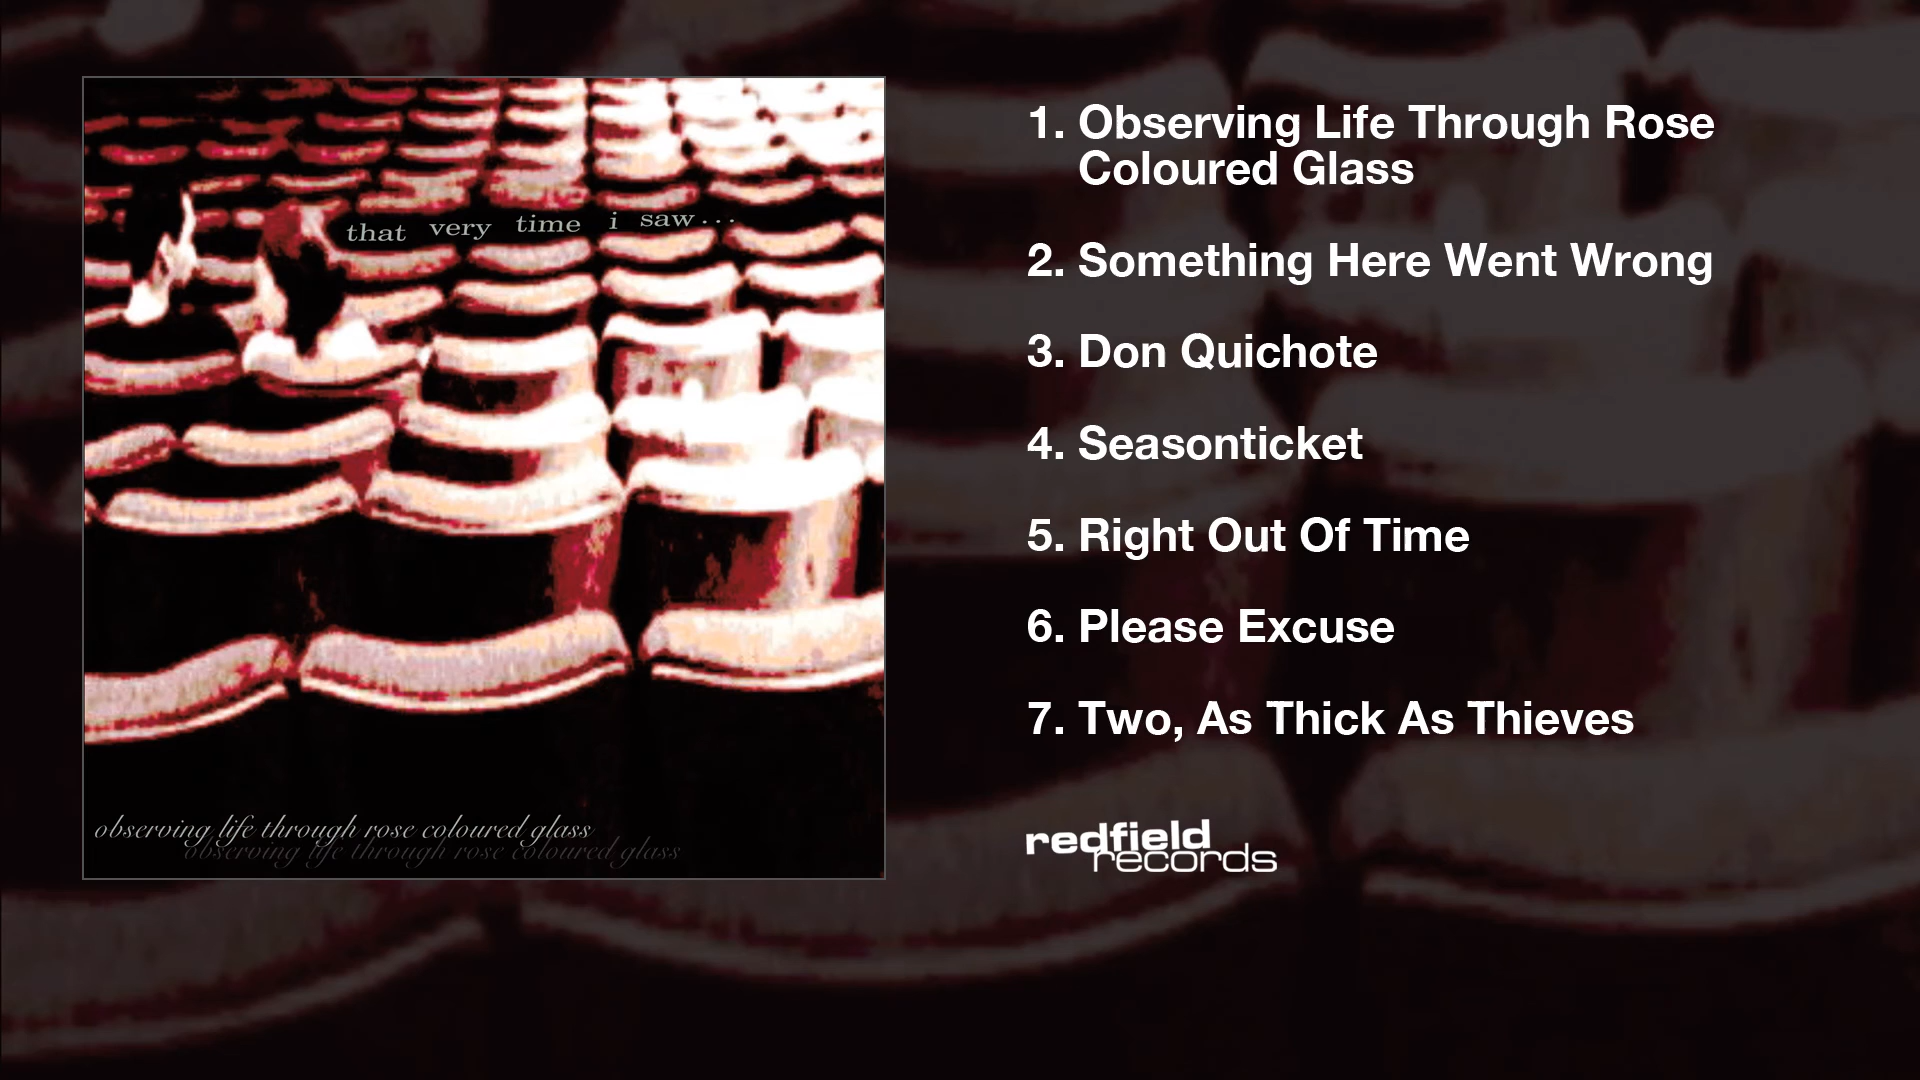 that very time i saw...
observing life through rose coloured glass
observing life through rose coloured glass
1. Observing Life Through Rose
Coloured Glass
2. Something Here Went Wrong
3. Don Quichote
4. Seasonticket
5. Right Out Of Time
6. Please Excuse
7. Two, As Thick As Thieves
redfield
records